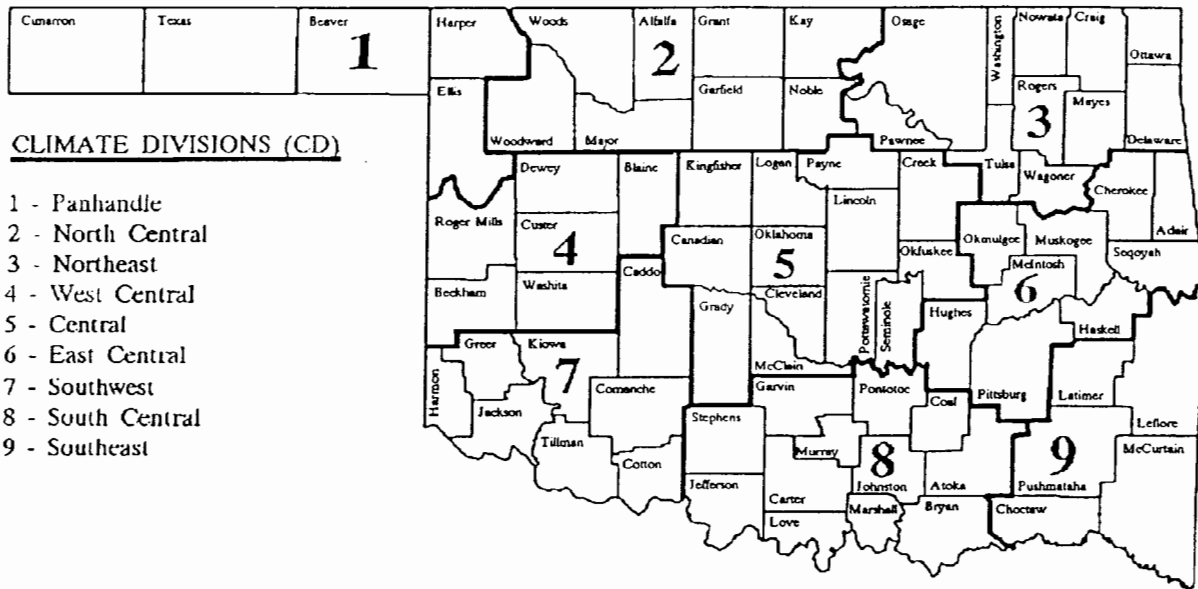 Cimarron Texas Beaver Harper Woods Alfalfa Grant Kay Osage Washington Nowata Craig Ottawa
1 2
Ellis Garfield Noble Rogers Mayes
3
Woodward Major Pawnee Delaware
CLIMATE DIVISIONS (CD)
Dewey Blaine Kingfisher Logan Payne Creek Tulsa Wagoner Cherokee
1 - Panhandle
2 - North Central
3 - Northeast
4 - West Central
5 - Central
6 - East Central
7 - Southwest
8 - South Central
9 - Southeast
Roger Mills Custer Canadian Oklahoma Lincoln Okfuskee Okmulgee Muskogee Adair
4 5 6
Beckham Washita Caddo Grady Cleveland Pottawatomie Seminole Hughes McIntosh Seqoyah
Haskell
Harmon Greer Kiowa McClain
7
Jackson Comanche Stephens Garvin Pontotoc Coal Pittsburg Latimer
Leflore
Tillman Cotton Murray McCurtain
8 9
Jefferson Carter Johnston Atoka Pushmataha
Love Marshall Bryan Choctaw